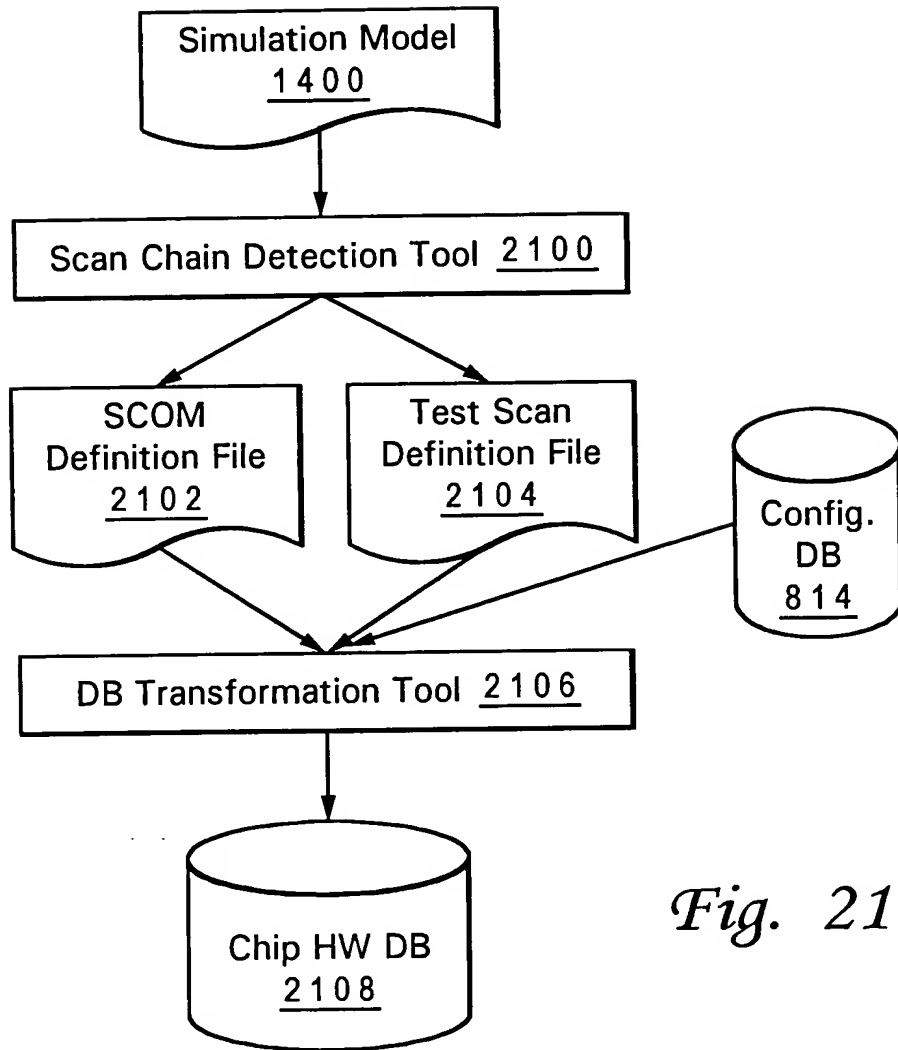 Simulation Model
1400
Scan Chain Detection Tool 2100
SCOM
Definition File
2102
Test Scan
Definition File
2104
Config.
DB
814
DB Transformation Tool 2106
Chip HW DB
2108
Fig. 21